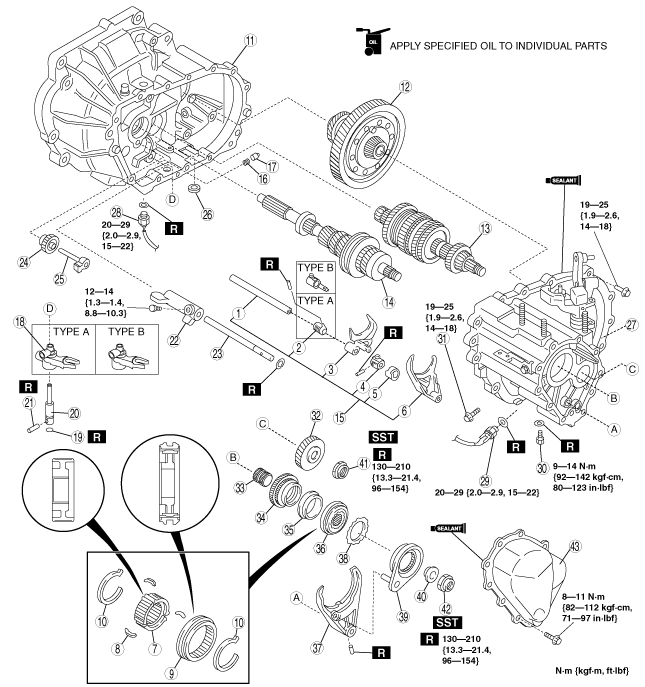 11
OIL
APPLY SPECIFIED OIL TO INDIVIDUAL PARTS
12
SEALANT
17
16
19—25
{1.9—2.6,
14—18}
D
26
28
R
20—29
{2.0—2.9,
15—22}
13
24
25
R
TYPE B
TYPE A
14
12—14
{1.3—1.4,
8.8—10.3}
1
2
R
19—25
{1.9—2.6,
14—18}
27
D
18
TYPE A
TYPE B
22
23
31
3
C
B
R
4
5
15
6
A
R
20
21
19
R
32
C
SST
R
41
130—210
{13.3—21.4,
96—154}
R
R
29
30
9—14 N·m
{92—142 kgf·cm,
80—123 in·lbf}
20—29 {2.0—2.9, 15—22}
B
33
34
35
36
38
SEALANT
43
39
40
42
8—11 N·m
{82—112 kgf·cm,
71—97 in·lbf}
10
7
8
9
10
A
37
R
SST
R
130—210
{13.3—21.4,
96—154}
N·m {kgf·m, ft·lbf}